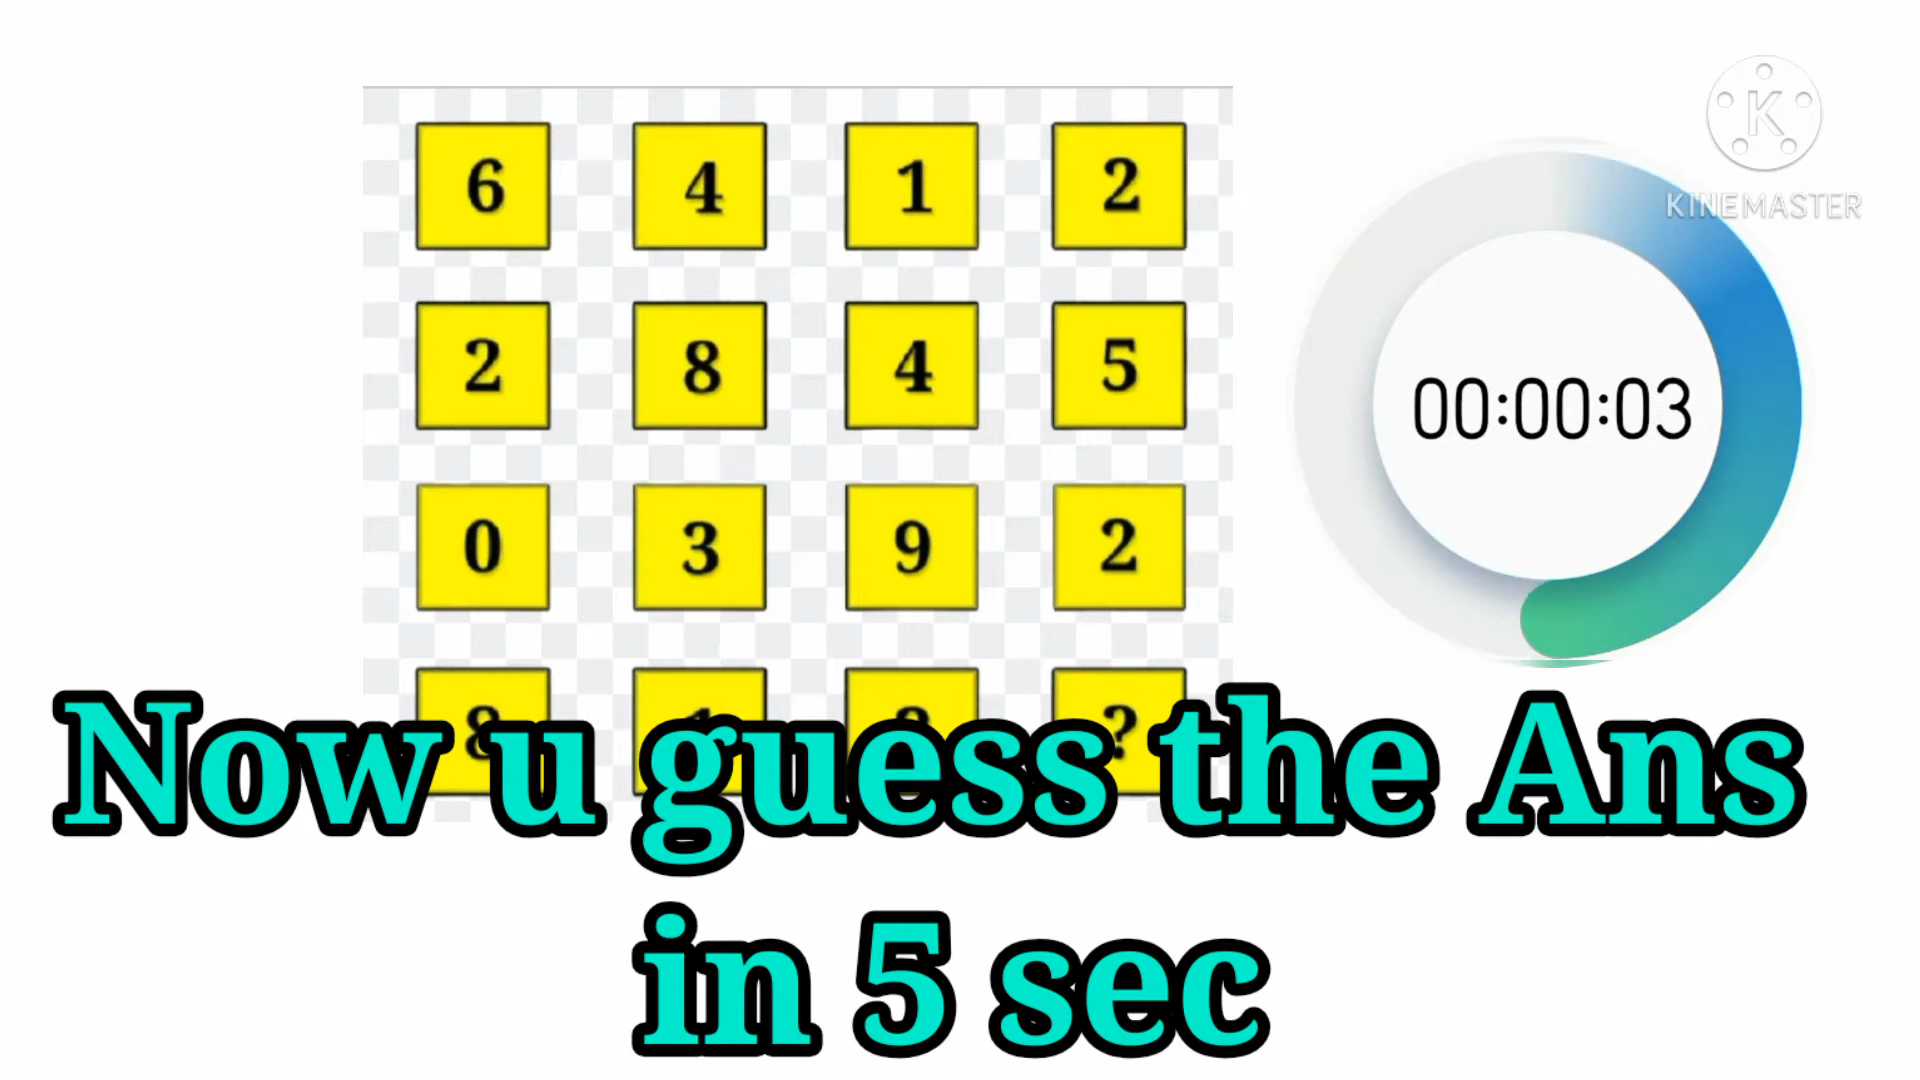 6 4 1 2
2 8 4 5
0 3 9 2
8 ?
00:00:03
K
KINEMASTER
Now u guess the Ans
in 5 sec